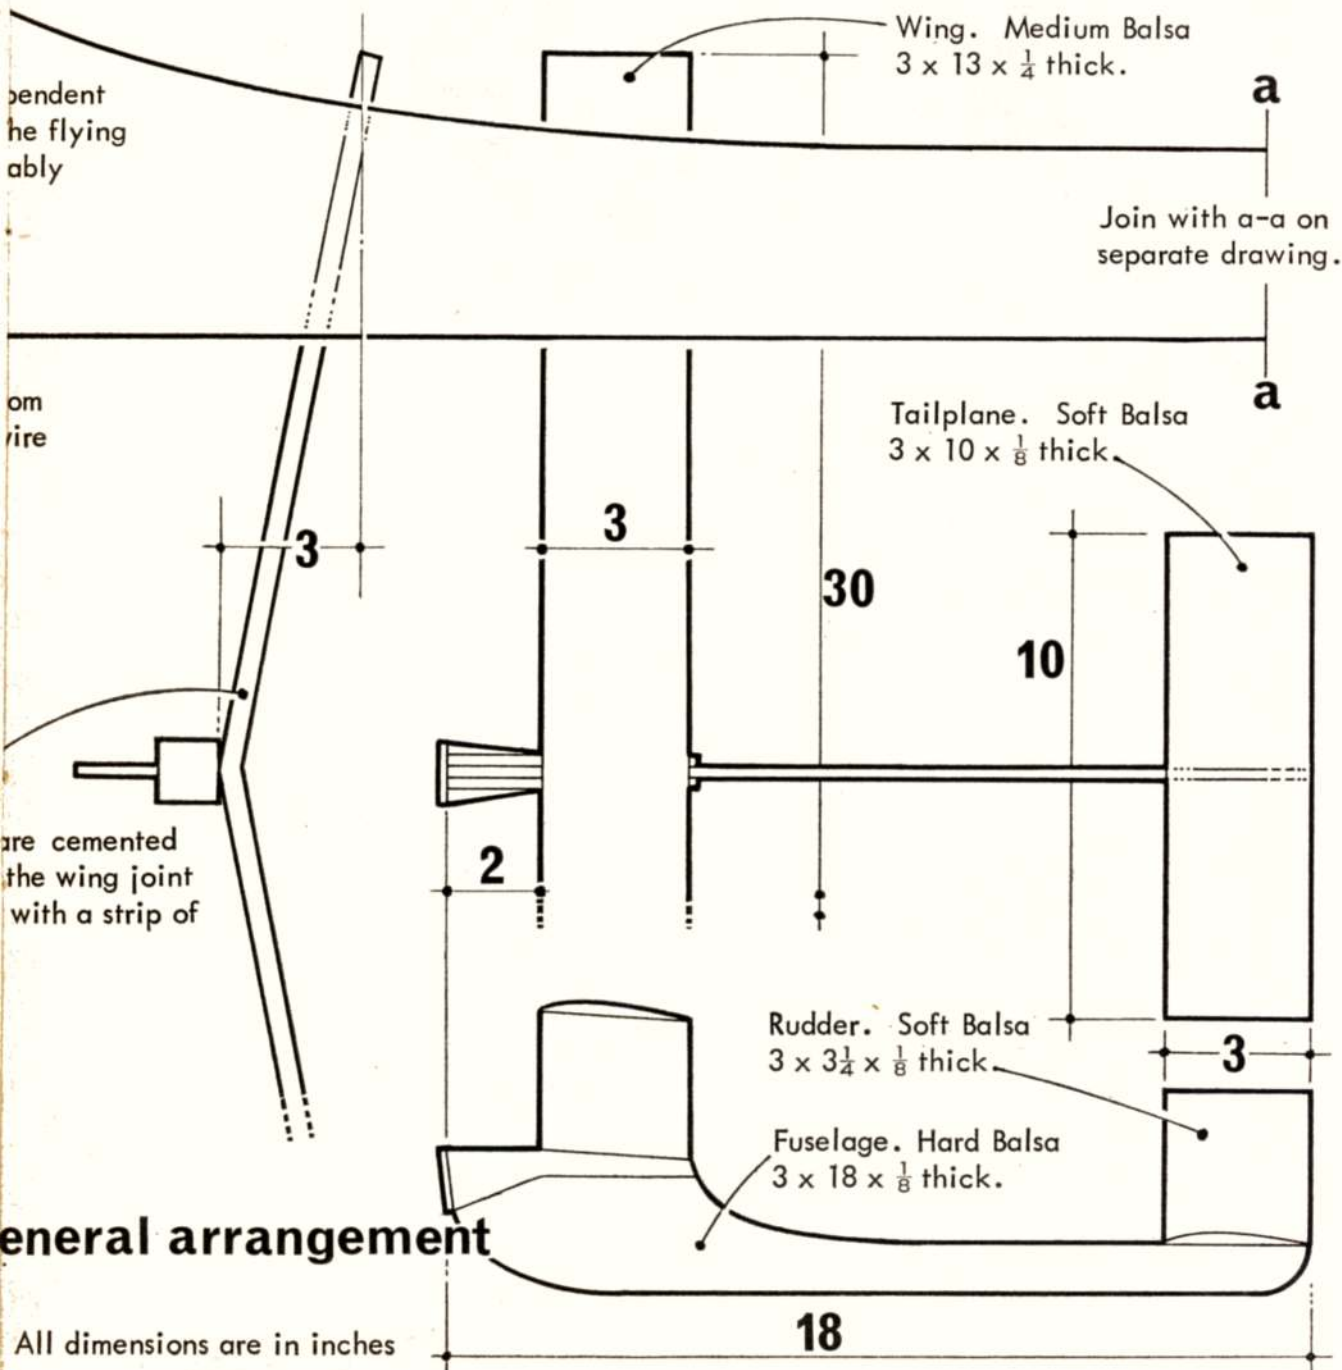 Wing. Medium Balsa
3 x 13 x ¼ thick.
a
he flying
ably
Join with a-a on
separate drawing.
a
Tailplane. Soft Balsa
3 x 10 x ⅛ thick.
3
3
30
10
are cemented
the wing joint
with a strip of
2
Rudder. Soft Balsa
3 x 3¼ x ⅛ thick.
3
Fuselage. Hard Balsa
3 x 18 x ⅛ thick.
eneral arrangement
18
All dimensions are in inches